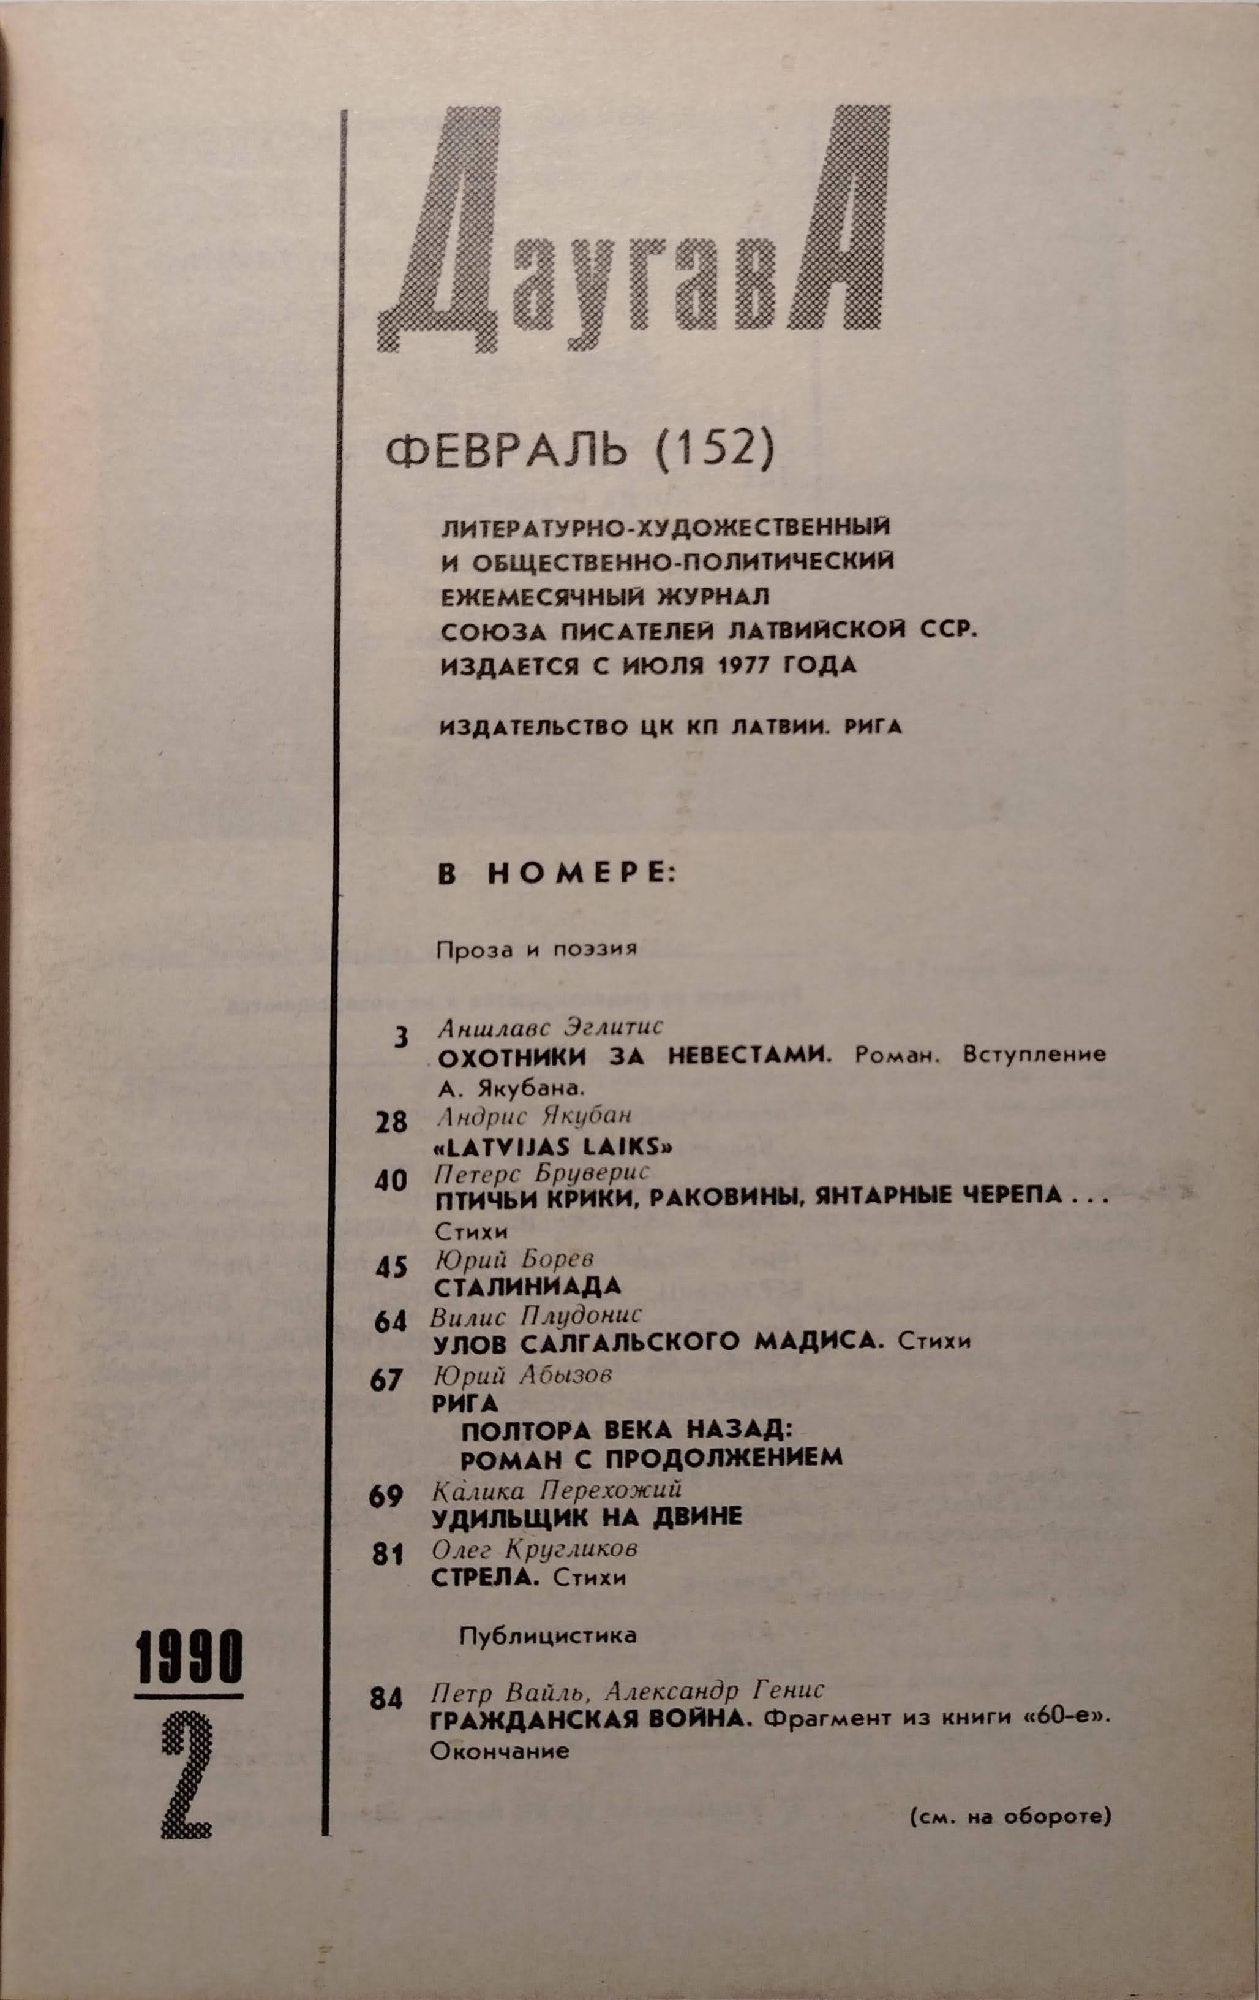 ДаугавА
ФЕВРАЛЬ (152)
ЛИТЕРАТУРНО-ХУДОЖЕСТВЕННЫЙ
И ОБЩЕСТВЕННО-ПОЛИТИЧЕСКИЙ
ЕЖЕМЕСЯЧНЫЙ ЖУРНАЛ
СОЮЗА ПИСАТЕЛЕЙ ЛАТВИЙСКОЙ ССР.
ИЗДАЕТСЯ С ИЮЛЯ 1977 ГОДА
ИЗДАТЕЛЬСТВО ЦК КП ЛАТВИИ. РИГА
В НОМЕРЕ:
Проза и поэзия
3 Аншлавс Эглитис
ОХОТНИКИ ЗА НЕВЕСТАМИ. Роман. Вступление
А. Якубана.
28 Андрис Якубан
«LATVIJAS LAIKS»
40 Петерс Бруверис
ПТИЧЬИ КРИКИ, РАКОВИНЫ, ЯНТАРНЫЕ ЧЕРЕПА ...
Стихи
45 Юрий Борев
СТАЛИНИАДА
64 Вилис Плудонис
УЛОВ САЛГАЛЬСКОГО МАДИСА. Стихи
67 Юрий Абызов
РИГА
ПОЛТОРА ВЕКА НАЗАД:
РОМАН С ПРОДОЛЖЕНИЕМ
69 Калика Перехожий
УДИЛЬЩИК НА ДВИНЕ
81 Олег Кругликов
СТРЕЛА. Стихи
Публицистика
84 Петр Вайль, Александр Генис
ГРАЖДАНСКАЯ ВОЙНА. Фрагмент из книги «60-е».
Окончание
(см. на обороте)
1990
2